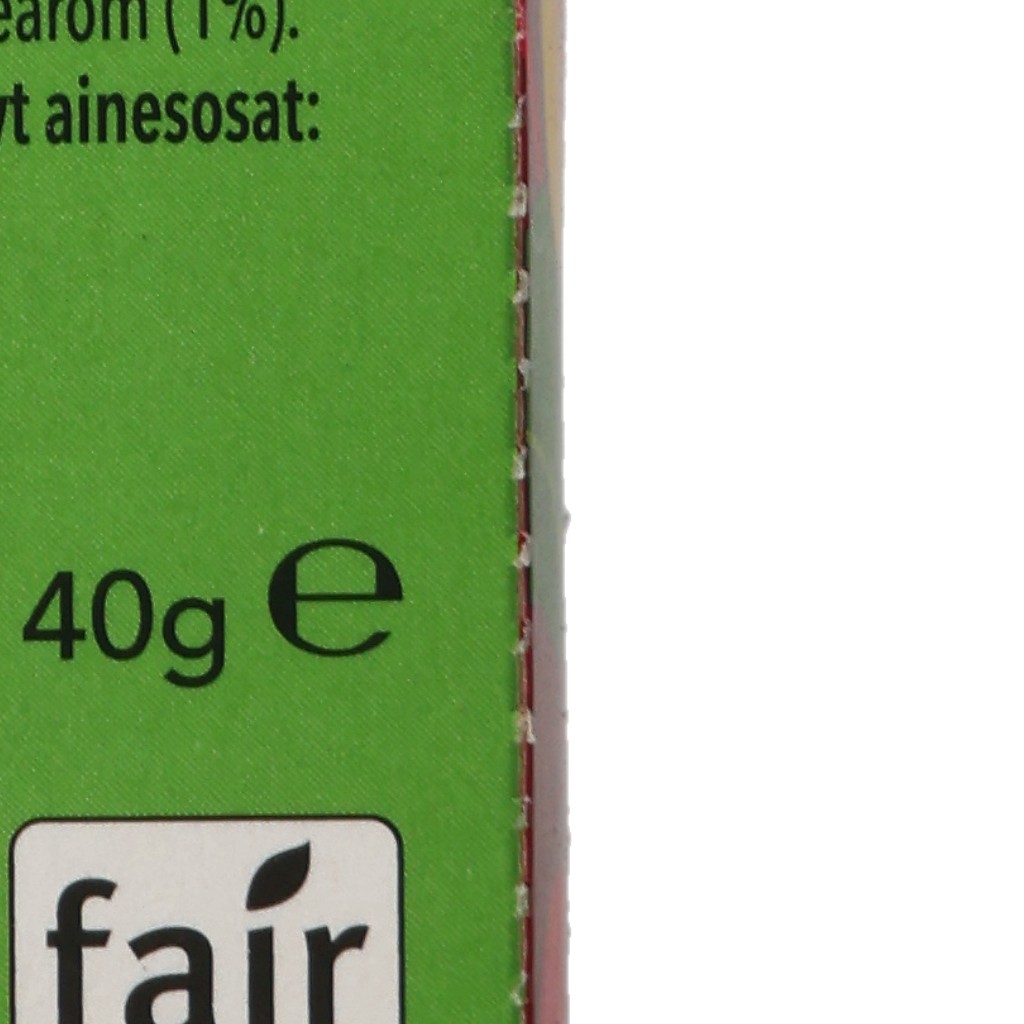 earom (1%).
yt ainesosat:
40g ℮
fair